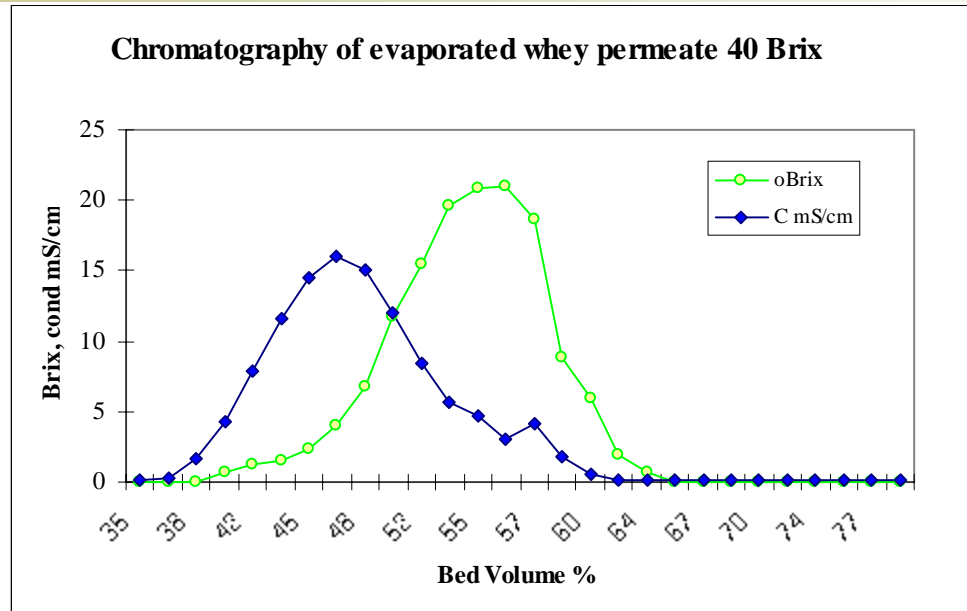 Chromatography of evaporated whey permeate 40 Brix
25
20
15
10
5
0
Brix, cond mS/cm
oBrix
C mS/cm
35 38 42 45 48 52 55 57 60 64 67 70 74 77
Bed Volume %